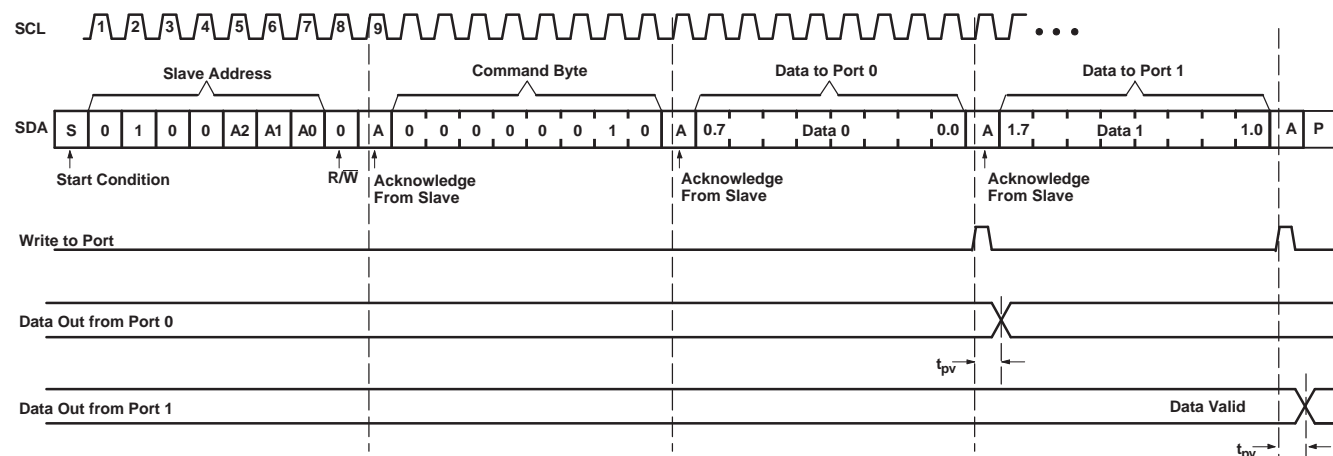 SCL 1 2 3 4 5 6 7 8 9 • • •
Slave Address Command Byte Data to Port 0 Data to Port 1
SDA S 0 1 0 0 A2 A1 A0 0 A 0 0 0 0 0 0 1 0 A 0.7 Data 0 0.0 A 1.7 Data 1 1.0 A P
Start Condition R/W̅ Acknowledge From Slave Acknowledge From Slave Acknowledge From Slave
Write to Port
Data Out from Port 0
tpv
Data Out from Port 1 Data Valid
tpv